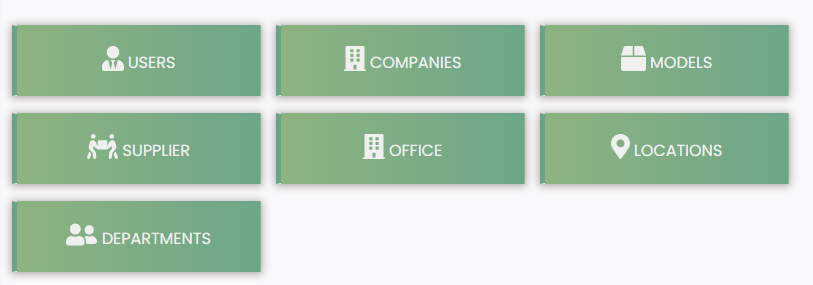 USERS
COMPANIES
MODELS
SUPPLIER
OFFICE
LOCATIONS
DEPARTMENTS